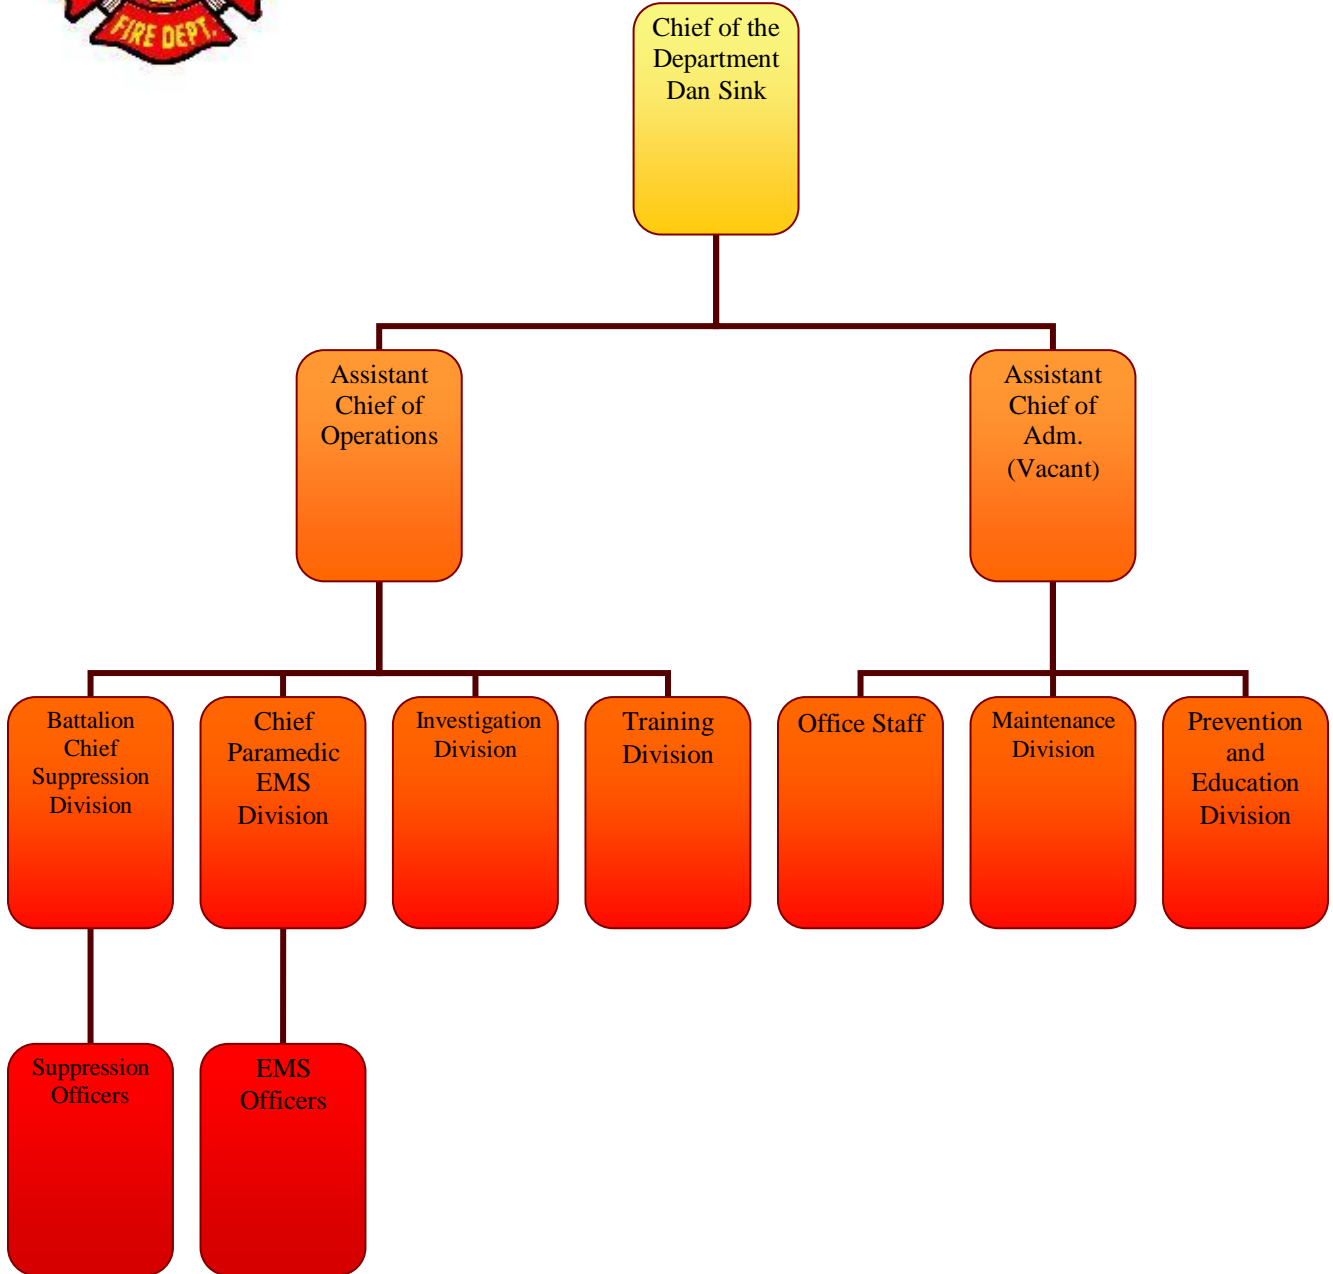 FIRE DEPT.
Chief of the
Department
Dan Sink
Assistant
Chief of
Operations
Assistant
Chief of
Adm.
(Vacant)
Battalion
Chief
Suppression
Division
Chief
Paramedic
EMS
Division
Investigation
Division
Training
Division
Office Staff
Maintenance
Division
Prevention
and
Education
Division
Suppression
Officers
EMS
Officers